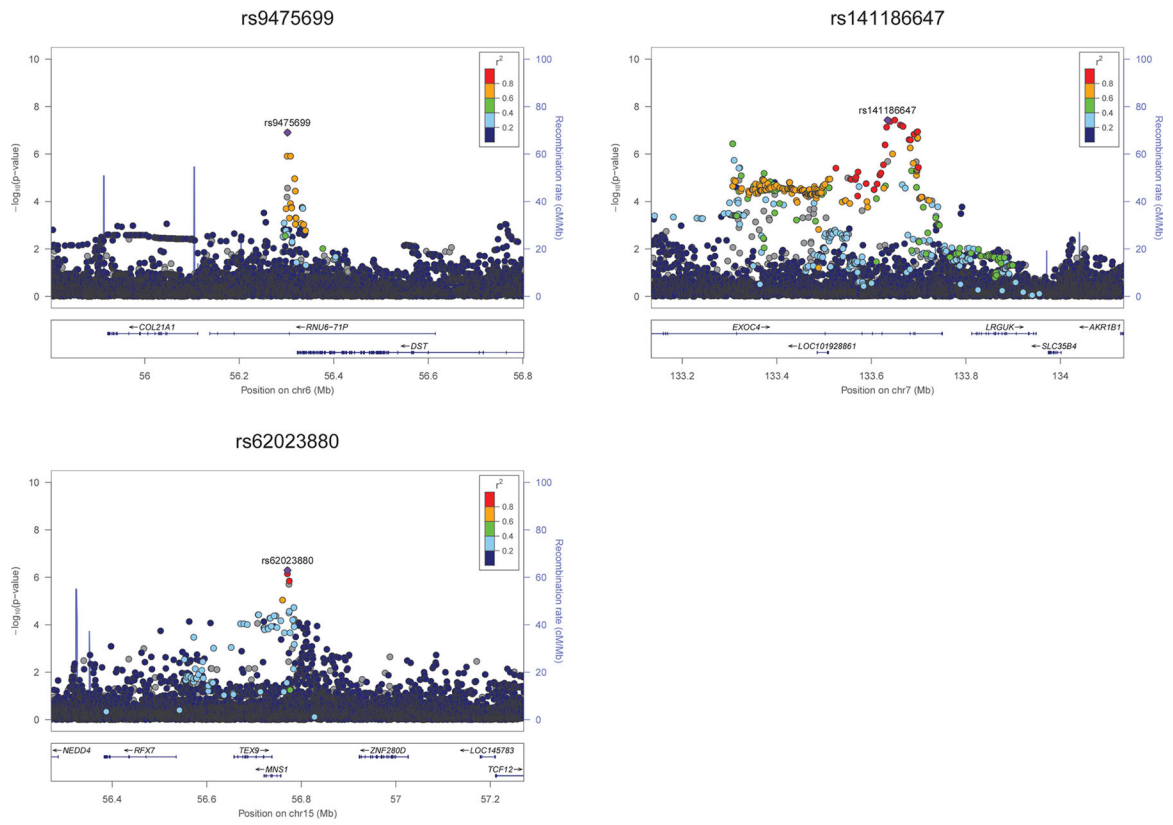 rs9475699
10
8
6
4
2
0
−log10(p−value)
100
80
60
40
20
0
Recombination rate (cM/Mb)
r2
0.8
0.6
0.4
0.2
rs9475699
COL21A1
RNU6−71P
DST
56
56.2
56.4
56.6
56.8
Position on chr6 (Mb)
rs141186647
10
8
6
4
2
0
−log10(p−value)
100
80
60
40
20
0
Recombination rate (cM/Mb)
r2
0.8
0.6
0.4
0.2
rs141186647
EXOC4
LRGUK
AKR1B1
LOC101928861
SLC35B4
133.2
133.4
133.6
133.8
134
Position on chr7 (Mb)
rs62023880
10
8
6
4
2
0
−log10(p−value)
100
80
60
40
20
0
Recombination rate (cM/Mb)
r2
0.8
0.6
0.4
0.2
rs62023880
NEDD4
RFX7
TEX9
ZNF280D
LOC145783
MNS1
TCF12
56.4
56.6
56.8
57
57.2
Position on chr15 (Mb)